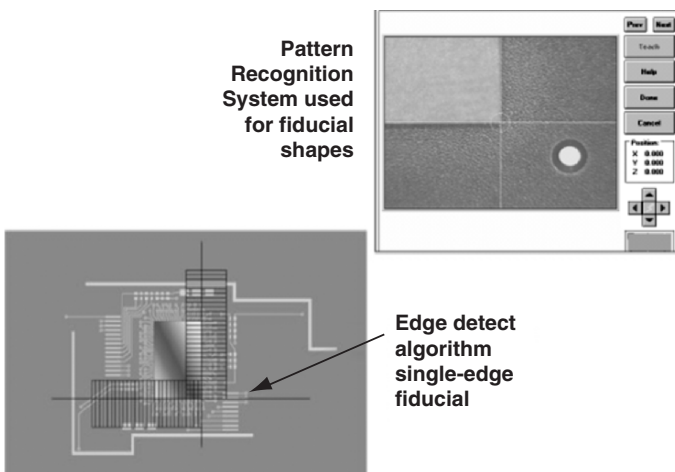 Pattern
Recognition
System used
for fiducial
shapes
Prev Next
Teach
Help
Done
Cancel
Position:
X 0.000
Y 0.000
Z 0.000
Edge detect
algorithm
single-edge
fiducial